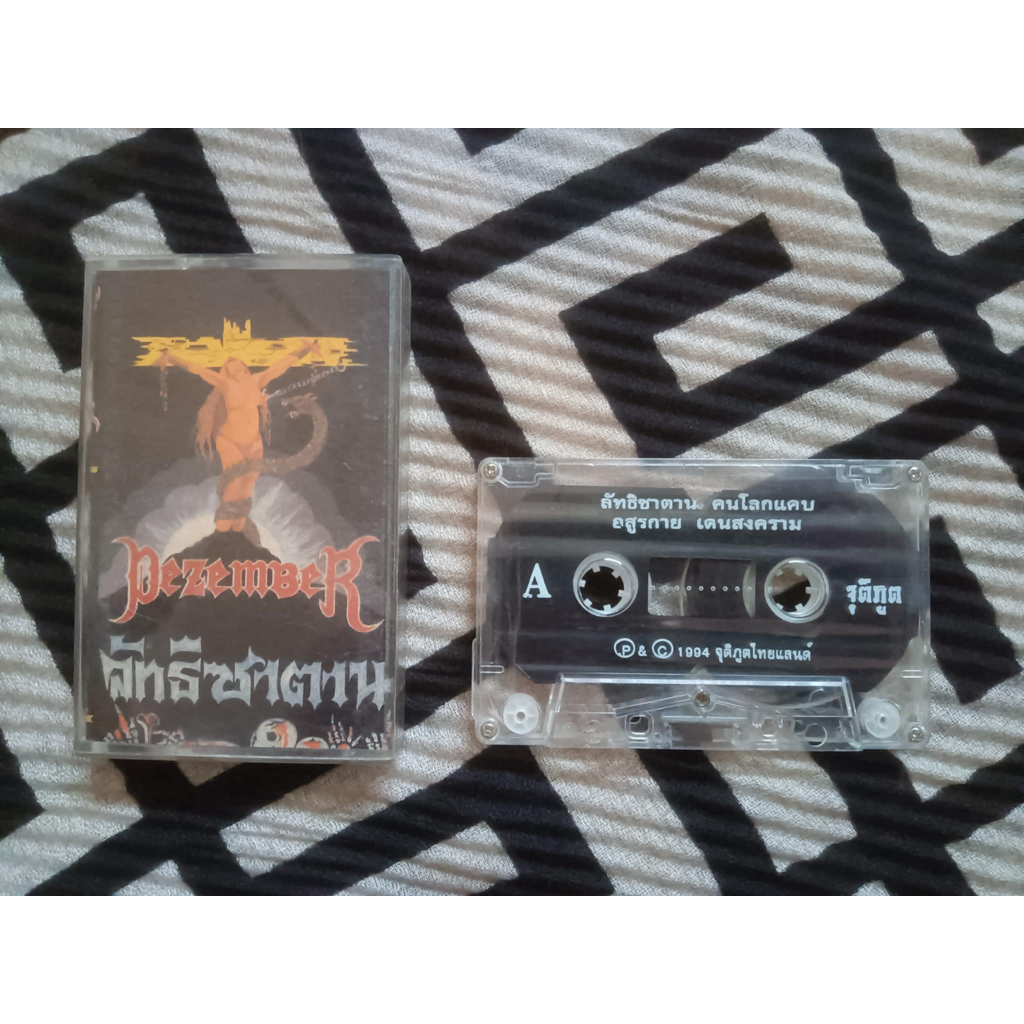 DezembeR
ลัทธิซาตาน
ลัทธิซาตาน คนโลกแคบ
อสูรกาย เดนสงคราม
A
จุติภูต
Ⓟ & Ⓒ 1994 จุติภูตไทยแลนด์